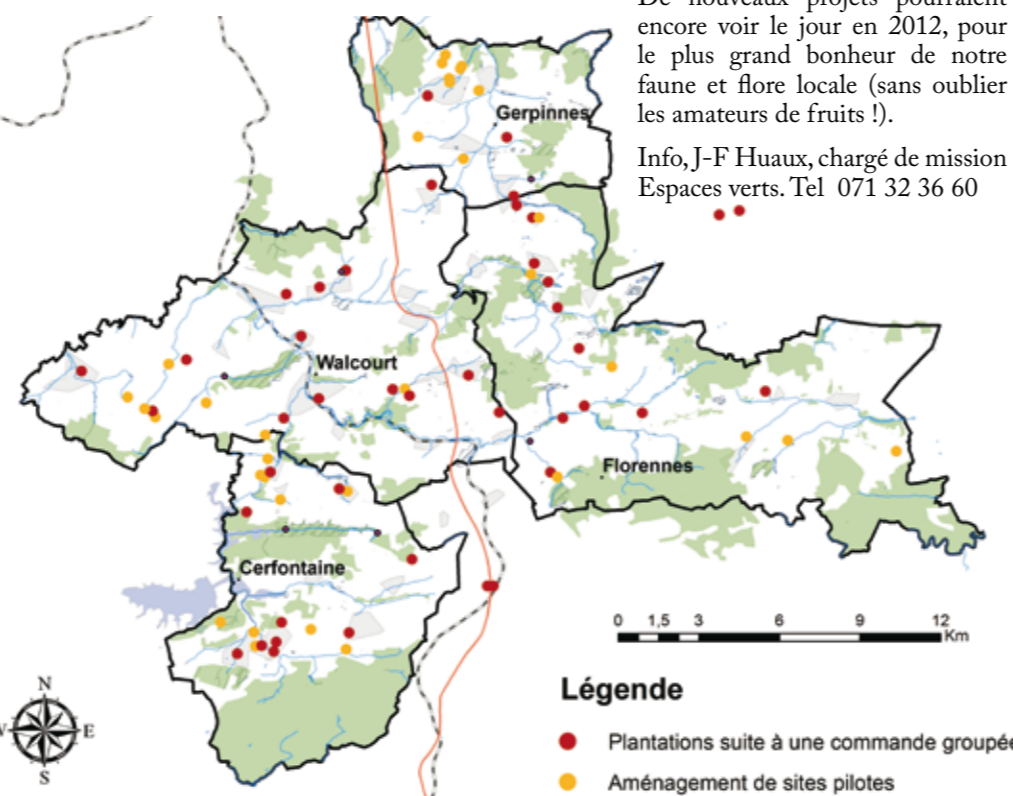 De nouveaux projets pourraient
encore voir le jour en 2012, pour
le plus grand bonheur de notre
faune et flore locale (sans oublier
les amateurs de fruits !).
Info, J-F Huaux, chargé de mission
Espaces verts. Tel 071 32 36 60
Gerpinnes
Walcourt
Florennes
Cerfontaine
0 1,5 3 6 9 12
Km
N
W E
S
Légende
Plantations suite à une commande groupée
Aménagement de sites pilotes